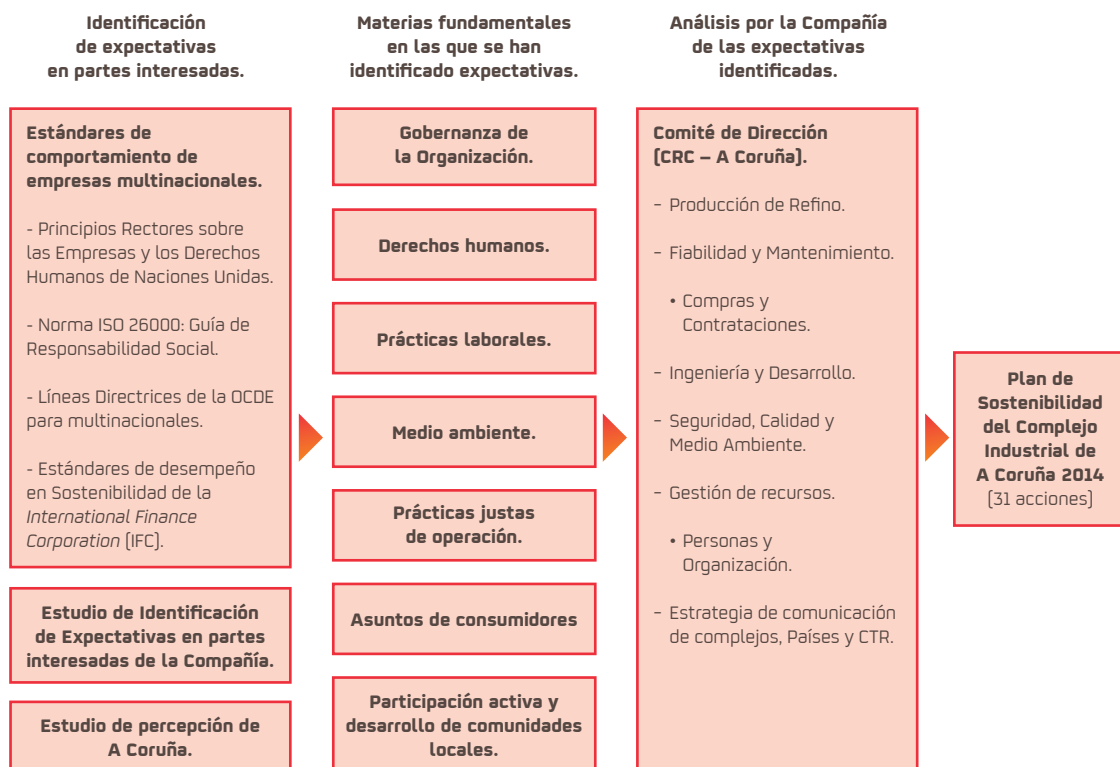 Identificación
de expectativas
en partes interesadas.
Materias fundamentales
en las que se han
identificado expectativas.
Análisis por la Compañía
de las expectativas
identificadas.
Estándares de
comportamiento de
empresas multinacionales.
- Principios Rectores sobre
las Empresas y los Derechos
Humanos de Naciones Unidas.
- Norma ISO 26000: Guía de
Responsabilidad Social.
- Líneas Directrices de la OCDE
para multinacionales.
- Estándares de desempeño
en Sostenibilidad de la
International Finance
Corporation (IFC).
Estudio de Identificación
de Expectativas en partes
interesadas de la Compañía.
Estudio de percepción de
A Coruña.
Gobernanza de
la Organización.
Derechos humanos.
Prácticas laborales.
Medio ambiente.
Prácticas justas
de operación.
Asuntos de consumidores
Participación activa y
desarrollo de comunidades
locales.
Comité de Dirección
(CRC – A Coruña).
– Producción de Refino.
– Fiabilidad y Mantenimiento.
• Compras y
Contrataciones.
– Ingeniería y Desarrollo.
– Seguridad, Calidad y
Medio Ambiente.
– Gestión de recursos.
• Personas y
Organización.
– Estrategia de comunicación
de complejos, Países y CTR.
Plan de
Sostenibilidad
del Complejo
Industrial de
A Coruña 2014
(31 acciones)